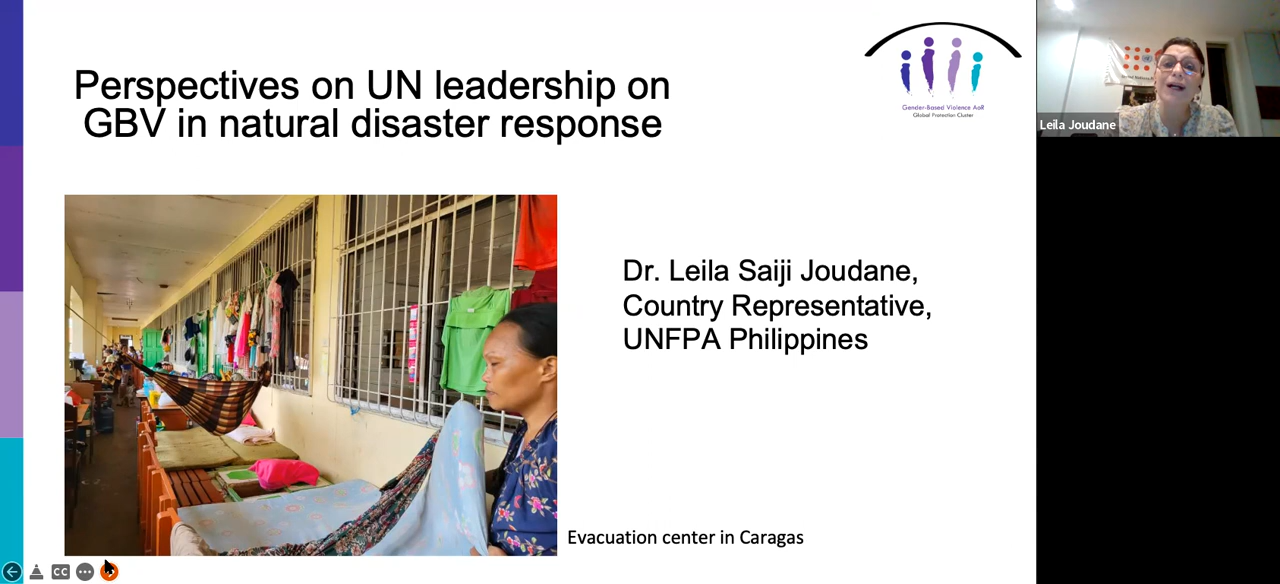 Perspectives on UN leadership on
GBV in natural disaster response
Gender-Based Violence AoR
Global Protection Cluster
Leila Joudane
Dr. Leila Saiji Joudane,
Country Representative,
UNFPA Philippines
Evacuation center in Caragas
CC